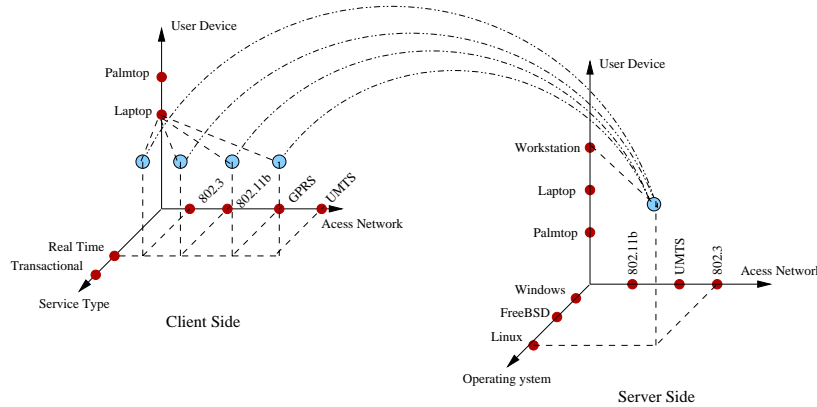 User Device
Palmtop
Laptop
802.3
802.11b
GPRS
UMTS
Acess Network
Real Time
Transactional
Service Type
Client Side
User Device
Workstation
Laptop
Palmtop
802.11b
UMTS
802.3
Acess Network
Windows
FreeBSD
Linux
Operating ystem
Server Side